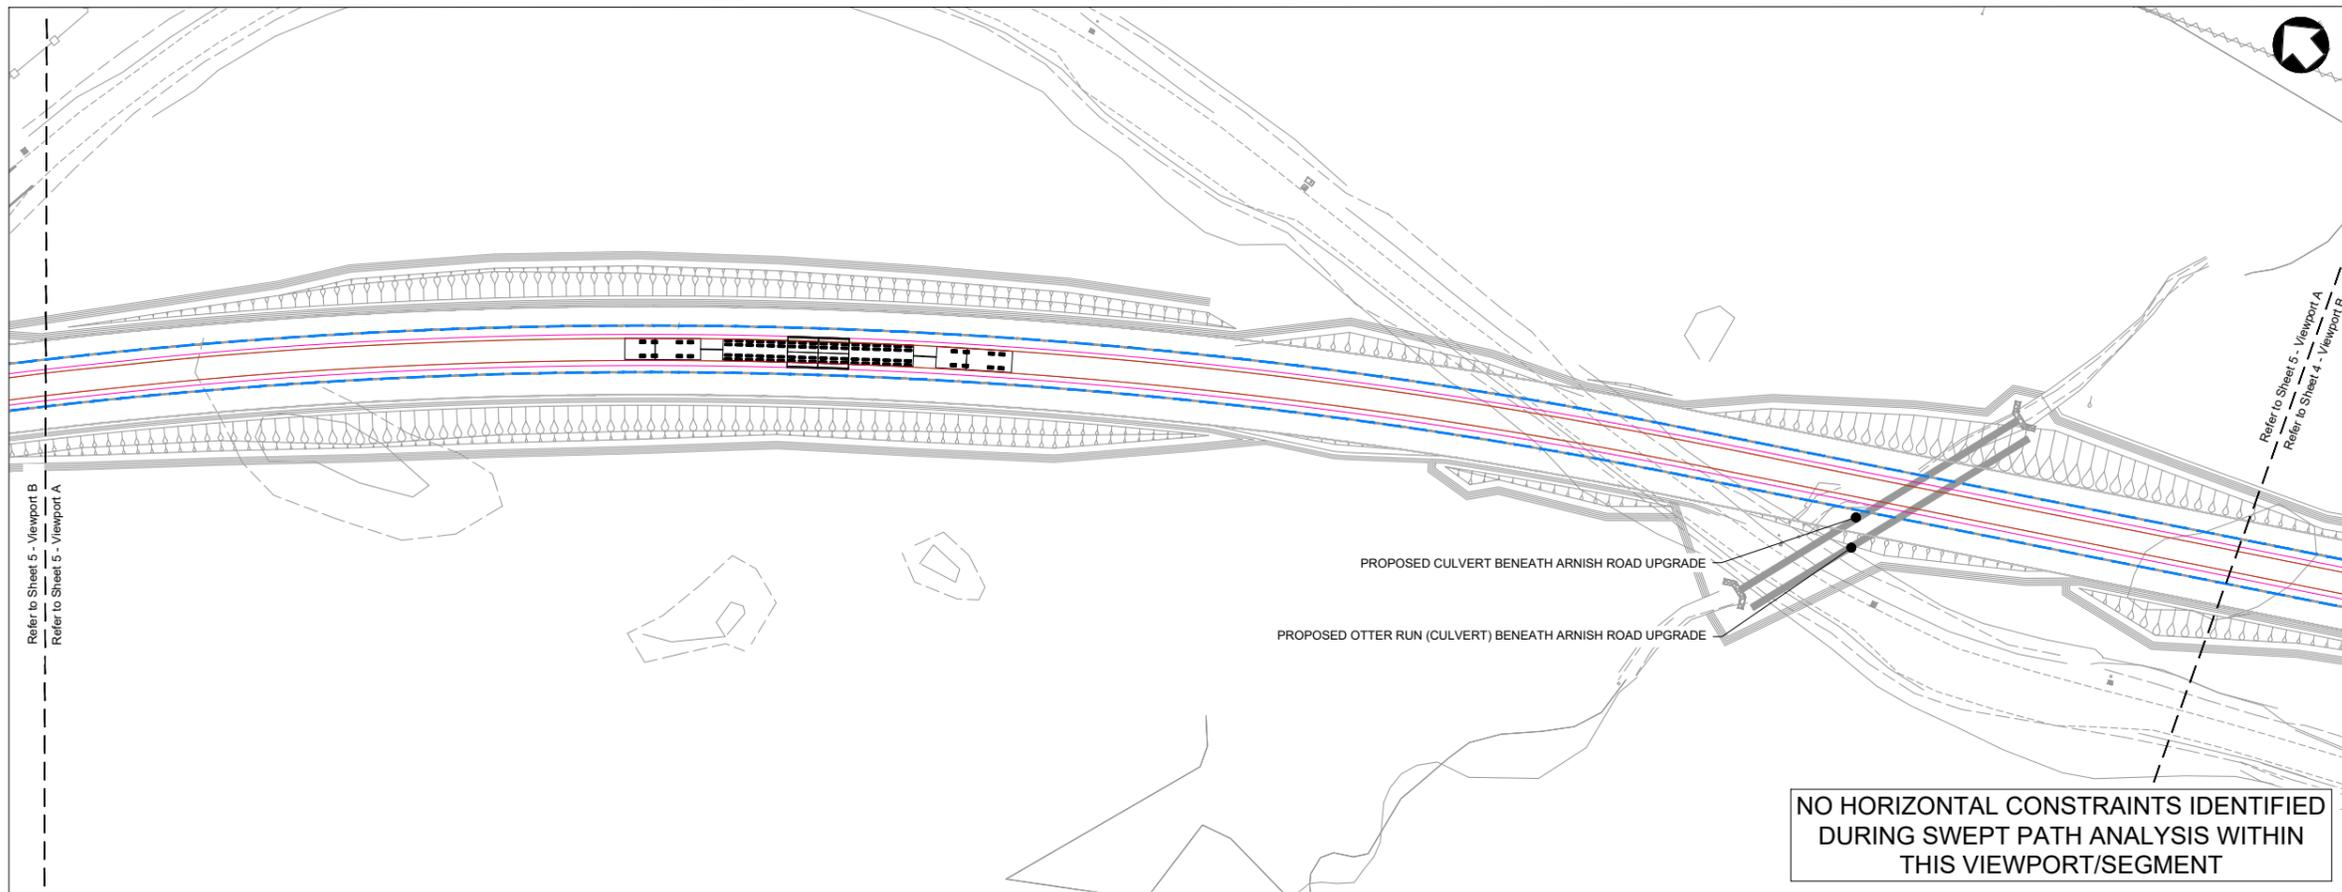 Refer to Sheet 5 - Viewport B
Refer to Sheet 5 - Viewport A
Refer to Sheet 5 - Viewport A
Refer to Sheet 4 - Viewport B
PROPOSED CULVERT BENEATH ARNISH ROAD UPGRADE
PROPOSED OTTER RUN (CULVERT) BENEATH ARNISH ROAD UPGRADE
NO HORIZONTAL CONSTRAINTS IDENTIFIED
DURING SWEPT PATH ANALYSIS WITHIN
THIS VIEWPORT/SEGMENT